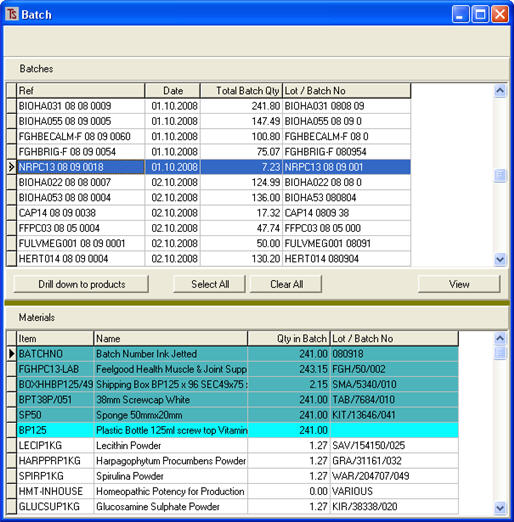 TS Batch
Batches
Ref Date Total Batch Qty Lot / Batch No
BIOHA031 08 08 0009 01.10.2008 241.80 BIOHA031 0808 09
BIOHA055 08 09 0005 01.10.2008 147.49 BIOHA055 08 09 0
FGHBECALM-F 08 09 0060 01.10.2008 100.80 FGHBECALM-F 08 0
FGHBRIG-F 08 09 0054 01.10.2008 75.07 FGHBRIG-F 080954
NRPC13 08 09 0018 01.10.2008 7.23 NRPC13 08 09 001
BIOHA022 08 08 0007 02.10.2008 124.99 BIOHA022 08 08 0
BIOHA053 08 08 0004 02.10.2008 136.00 BIOHA53 080804
CAP14 08 09 0038 02.10.2008 17.32 CAP14 0809 38
FFPC03 08 05 0004 02.10.2008 47.74 FFPC03 08 05 000
FULVMEG001 08 09 0001 02.10.2008 50.00 FULVMEG001 08091
HERT014 08 09 0004 02.10.2008 130.20 HERT014 080904
Drill down to products Select All Clear All View
Materials
Item Name Qty in Batch Lot / Batch No
BATCHNO Batch Number Ink Jetted 241.00 080918
FGHPC13-LAB Feelgood Health Muscle & Joint Supp 243.15 FGH/50/002
BOXHHBP125/49 Shipping Box BP125 x 96 SEC49x75 x 2.15 SMA/5340/010
BPT38P/051 38mm Screwcap White 241.00 TAB/7684/010
SP50 Sponge 50mmx20mm 241.00 KIT/13646/041
BP125 Plastic Bottle 125ml screw top Vitamin 241.00
LECIP1KG Lecithin Powder 1.27 SAV/154150/025
HARPPRP1KG Harpagophytum Procumbens Powder 1.27 GRA/31161/032
SPIRP1KG Spirulina Powder 1.27 WAR/204707/049
HMT-INHOUSE Homeopathic Potency for Production 0.00 VARIOUS
GLUCSUP1KG Glucosamine Sulphate Powder 1.27 KIR/38338/020